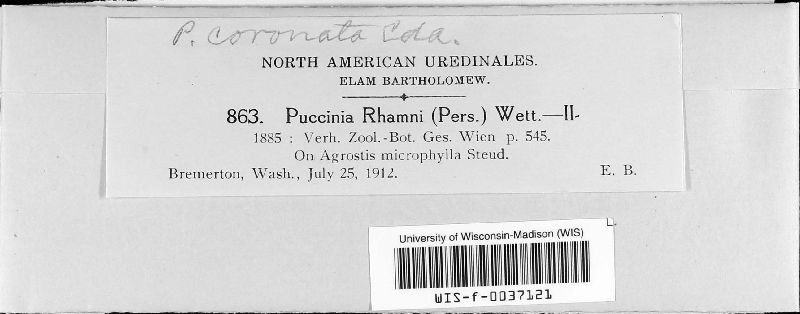 P. coronata Cda.
NORTH AMERICAN UREDINALES.
ELAM BARTHOLOMEW.
863. Puccinia Rhamni (Pers.) Wett.—II-
1885 : Verh. Zool.-Bot. Ges. Wien p. 545.
On Agrostis microphylla Steud.
Bremerton, Wash., July 25, 1912. E. B.
University of Wisconsin-Madison (WIS)
WIS-f-0037121